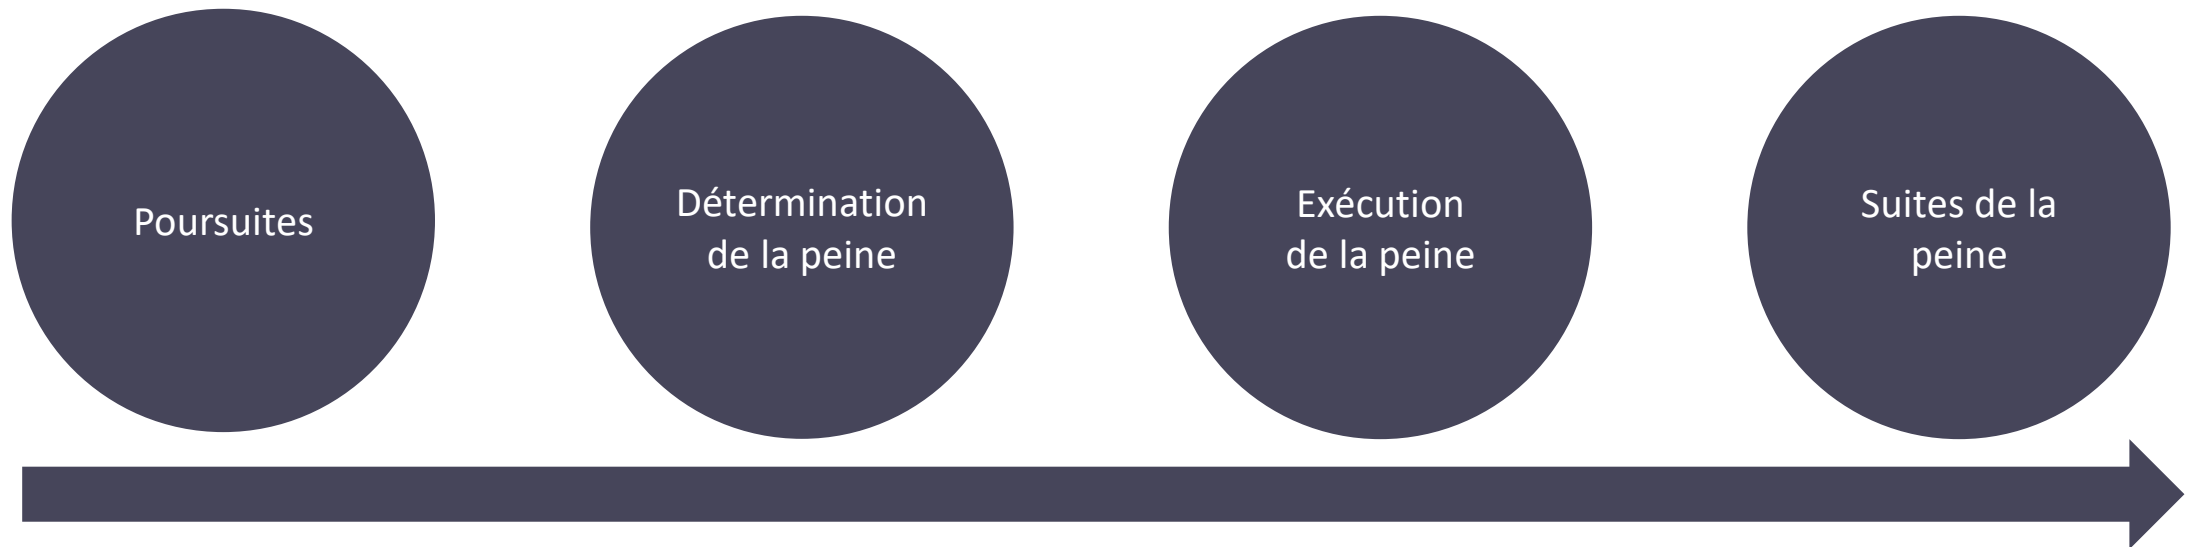 Poursuites
Détermination
de la peine
Exécution
de la peine
Suites de la
peine